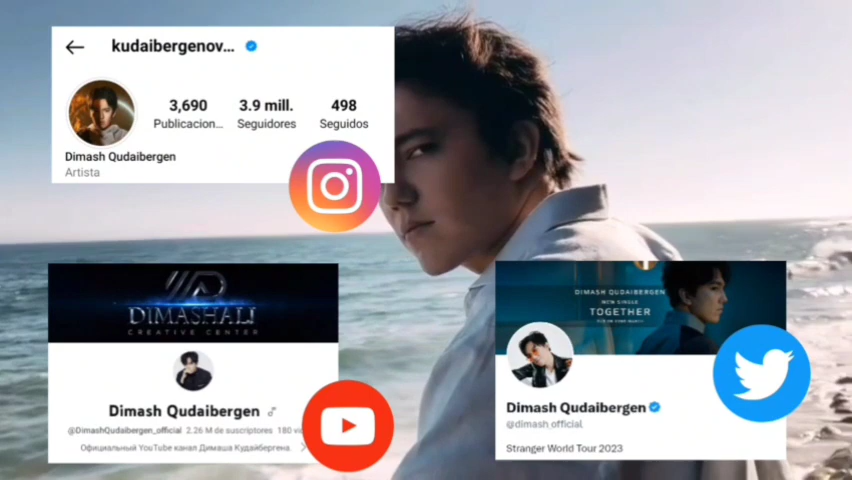 kudaibergenov...
3,690 3.9 mill. 498
Publicacion... Seguidores Seguidos
Dimash Qudaibergen
Artista
DIMASHALI
CREATIVE CENTER
Dimash Qudaibergen
@DimashQudaibergen_official 2.26 M de suscriptores 180 vi
Официальный YouTube канал Димаша Кудайбергена.
DIMASH QUDAIBERGEN
NEW SINGLE
TOGETHER
Dimash Qudaibergen
@dimash_official
Stranger World Tour 2023